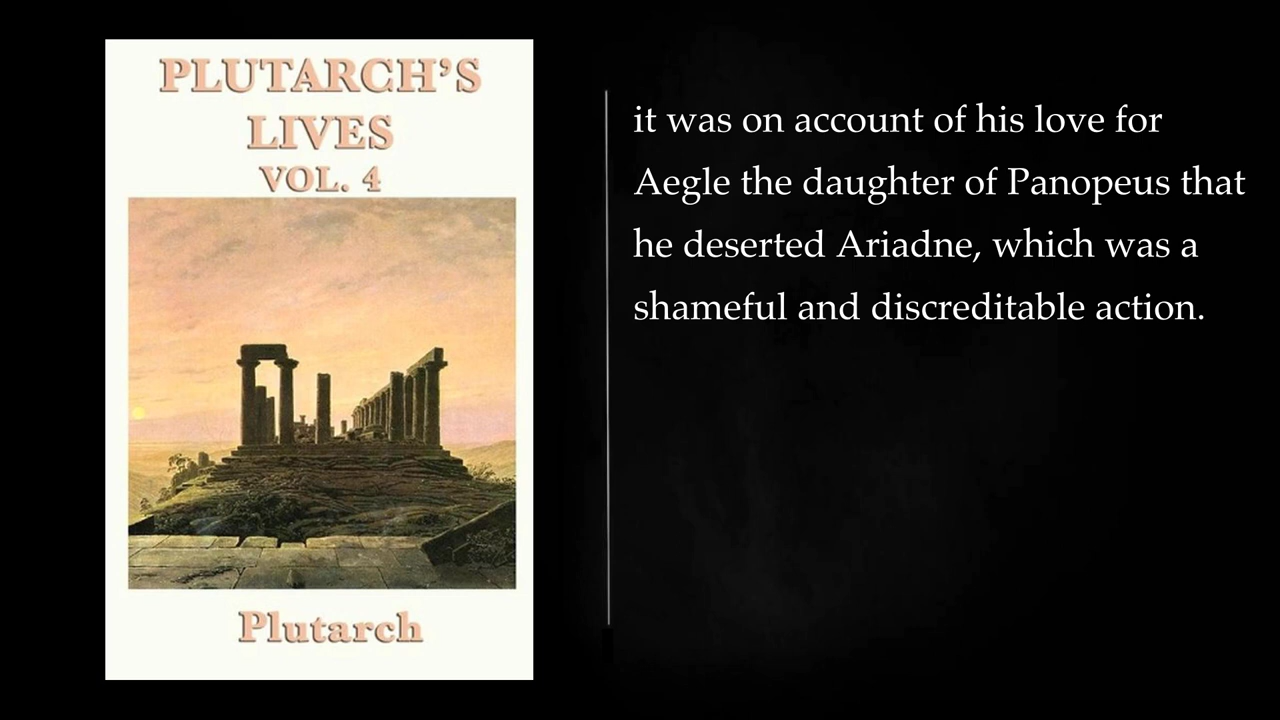 PLUTARCH'S
LIVES
VOL. 4
Plutarch
it was on account of his love for
Aegle the daughter of Panopeus that
he deserted Ariadne, which was a
shameful and discreditable action.